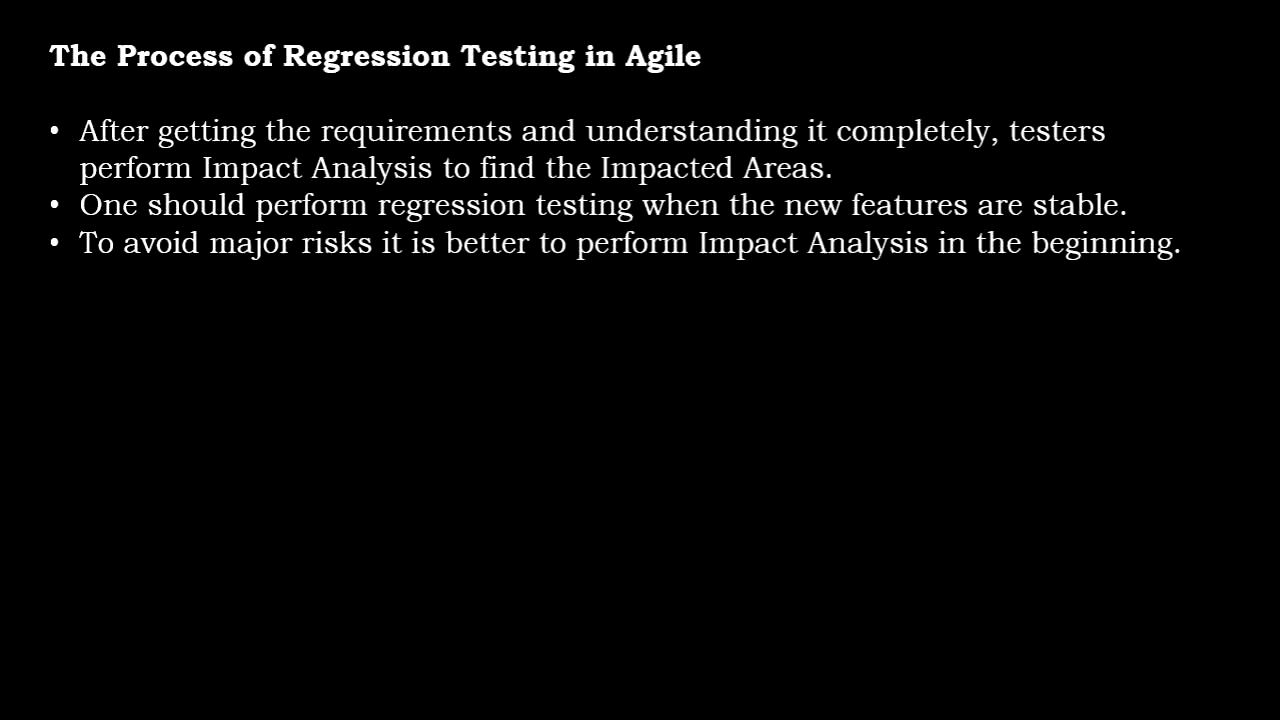 The Process of Regression Testing in Agile
• After getting the requirements and understanding it completely, testers
perform Impact Analysis to find the Impacted Areas.
• One should perform regression testing when the new features are stable.
• To avoid major risks it is better to perform Impact Analysis in the beginning.